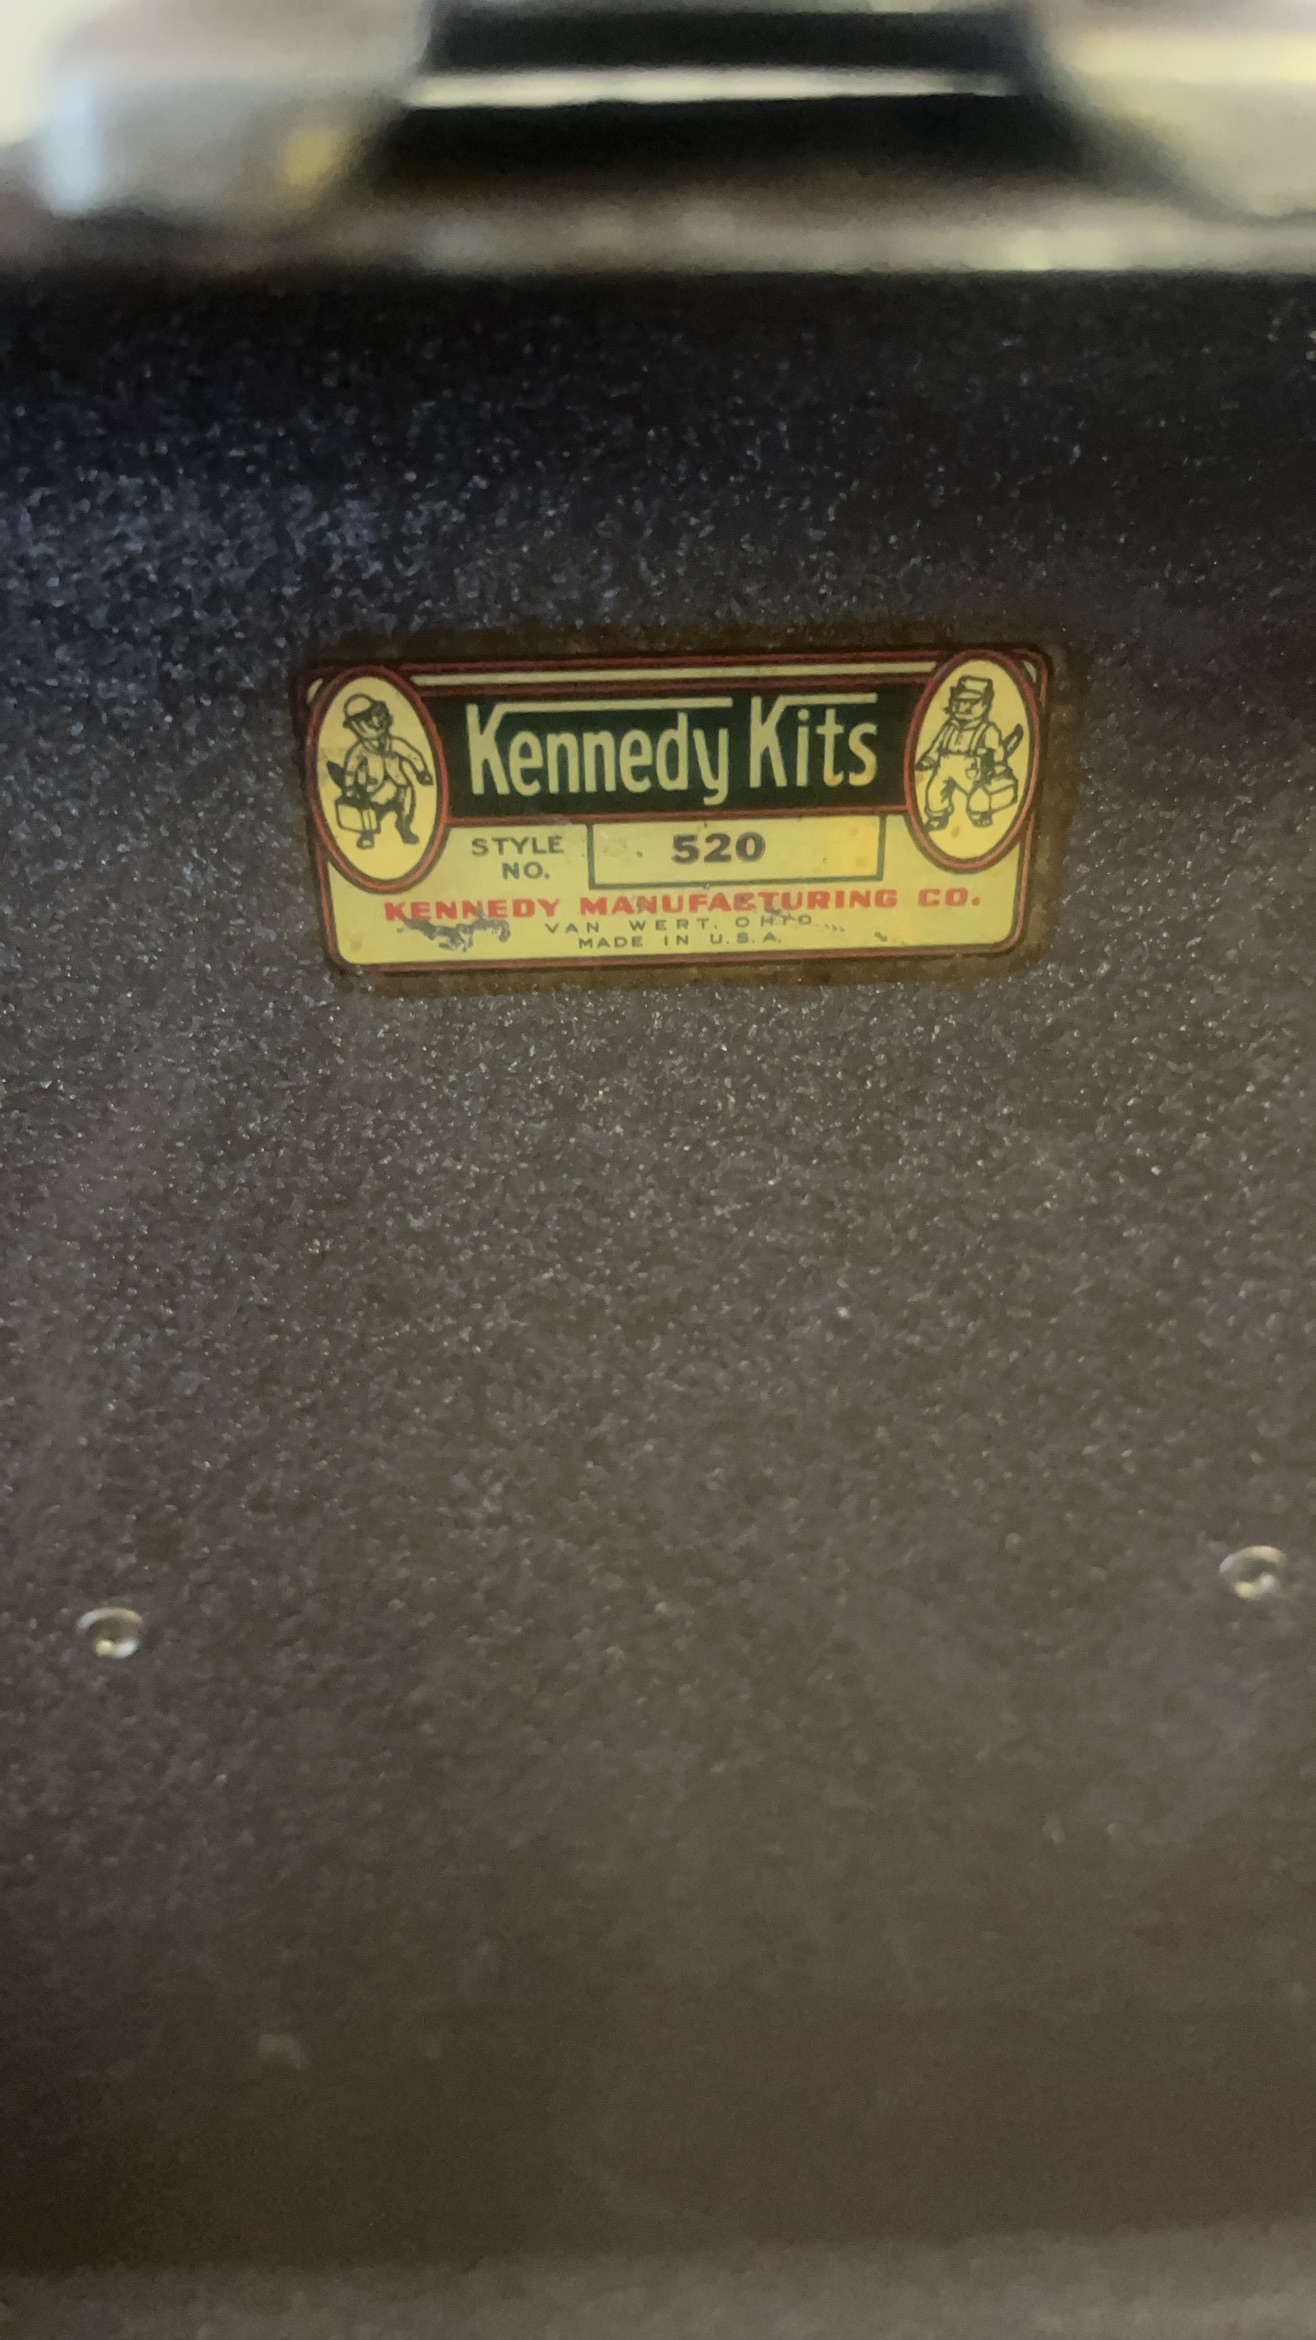 Kennedy Kits
STYLE
NO.
520
KENNEDY MANUFACTURING CO.
VAN WERT, OHIO
MADE IN U.S.A.